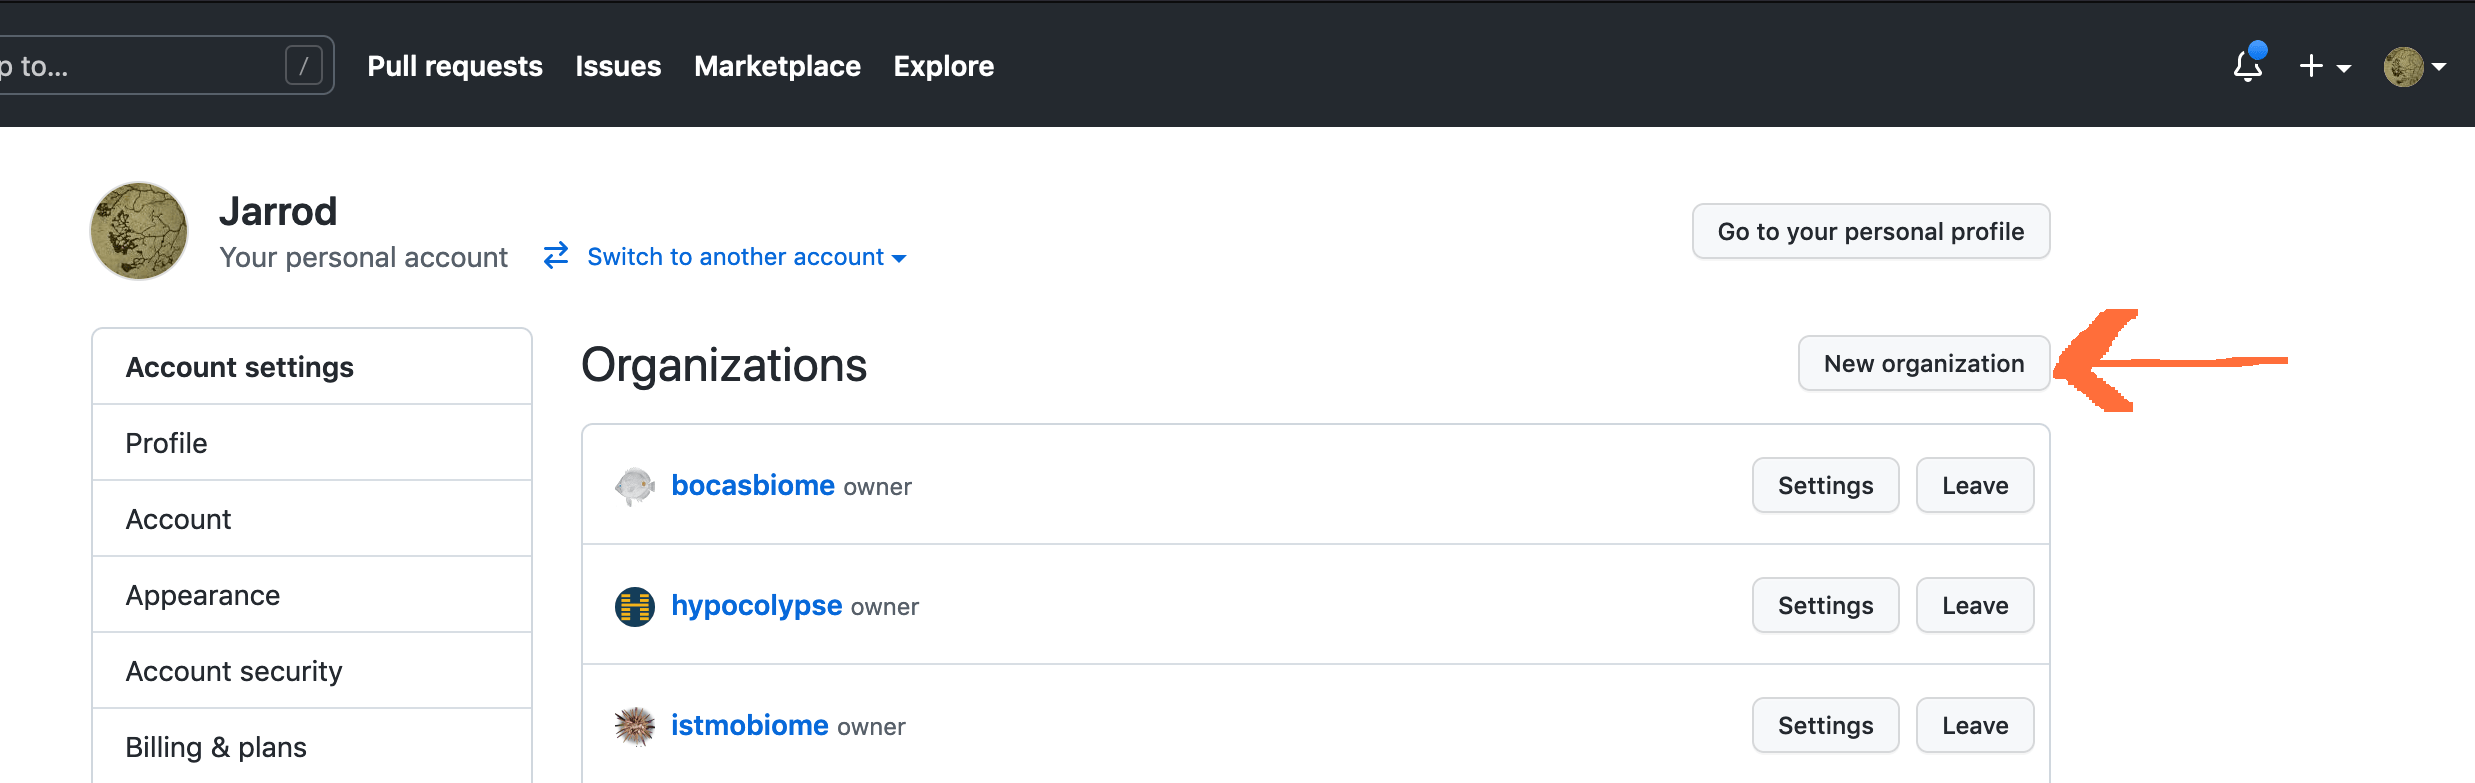 p to... /
Pull requests Issues Marketplace Explore
Jarrod
Your personal account Switch to another account
Go to your personal profile
Account settings
Profile
Account
Appearance
Account security
Billing & plans
Organizations
New organization
bocasbiome owner Settings Leave
hypocolypse owner Settings Leave
istmobiome owner Settings Leave